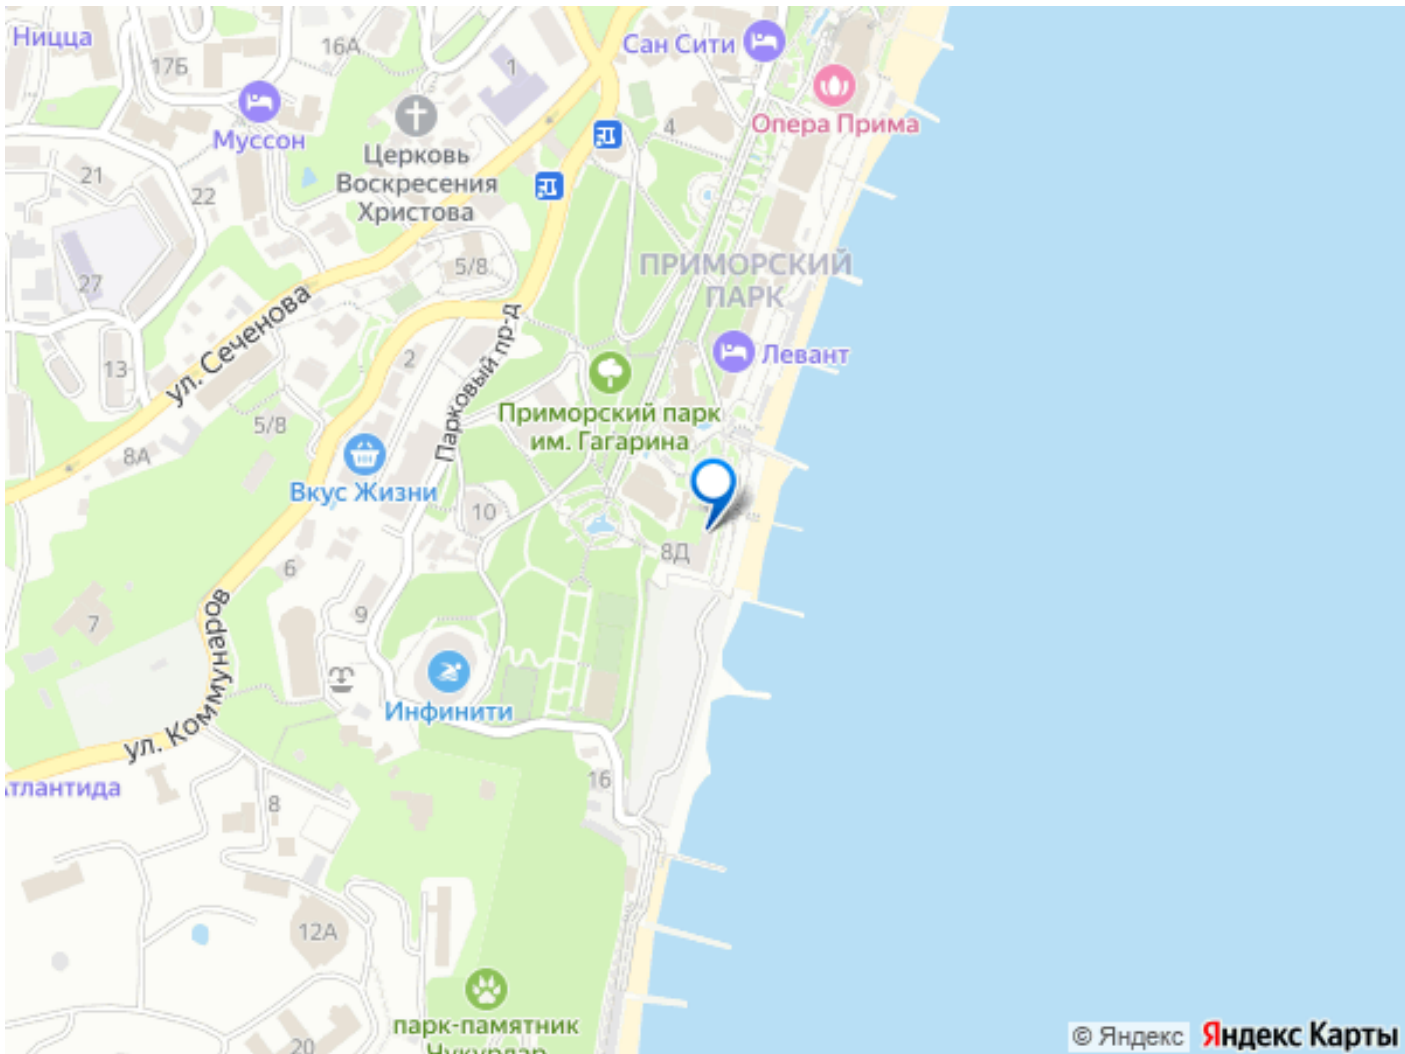 Ницца
16А
Сан Сити
17Б
1
Муссон
Опера Прима
4
Церковь
Воскресения
Христова
21
22
5/8
ПРИМОРСКИЙ
ПАРК
27
ул. Сеченова
Парковый пр-д
Левант
2
13
Приморский парк
им. Гагарина
5/8
8А
Вкус Жизни
10
8Д
6
9
7
ул. Коммунаров
Инфинити
16
тлантида
8
12А
парк-памятник
Чукурлар
20
© Яндекс Яндекс Карты